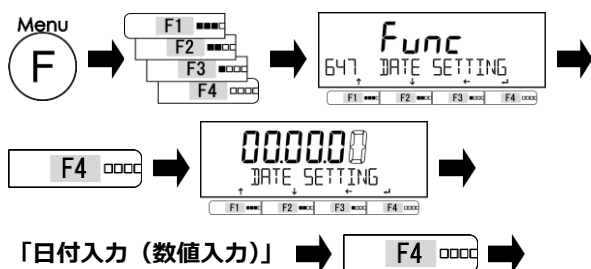 Menu
F
F1
F2
F3
F4
Func
647 DATE SETTING
↑ ↓ ← ↵
F1 F2 F3 F4
F4
00.00.00
DATE SETTING
↑ ↓ ← ↵
F1 F2 F3 F4
「日付入力（数値入力）」
F4